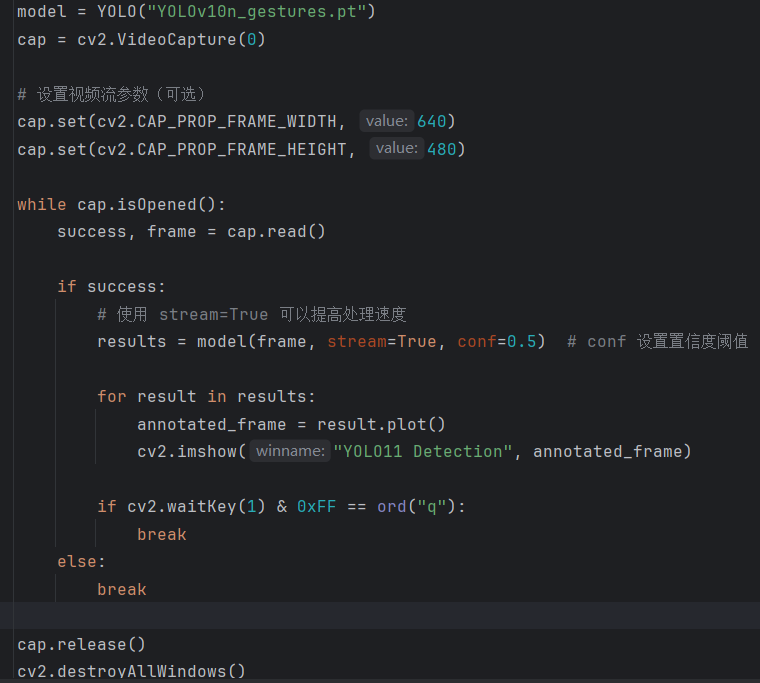 model = YOLO("YOLOv10n_gestures.pt")
cap = cv2.VideoCapture(0)
# 设置视频流参数（可选）
cap.set(cv2.CAP_PROP_FRAME_WIDTH, value: 640)
cap.set(cv2.CAP_PROP_FRAME_HEIGHT, value: 480)
while cap.isOpened():
    success, frame = cap.read()
    if success:
        # 使用 stream=True 可以提高处理速度
        results = model(frame, stream=True, conf=0.5)  # conf 设置置信度阈值
        for result in results:
            annotated_frame = result.plot()
            cv2.imshow( winname: "YOLO11 Detection", annotated_frame)
        if cv2.waitKey(1) & 0xFF == ord("q"):
            break
    else:
        break
cap.release()
cv2.destroyAllWindows()